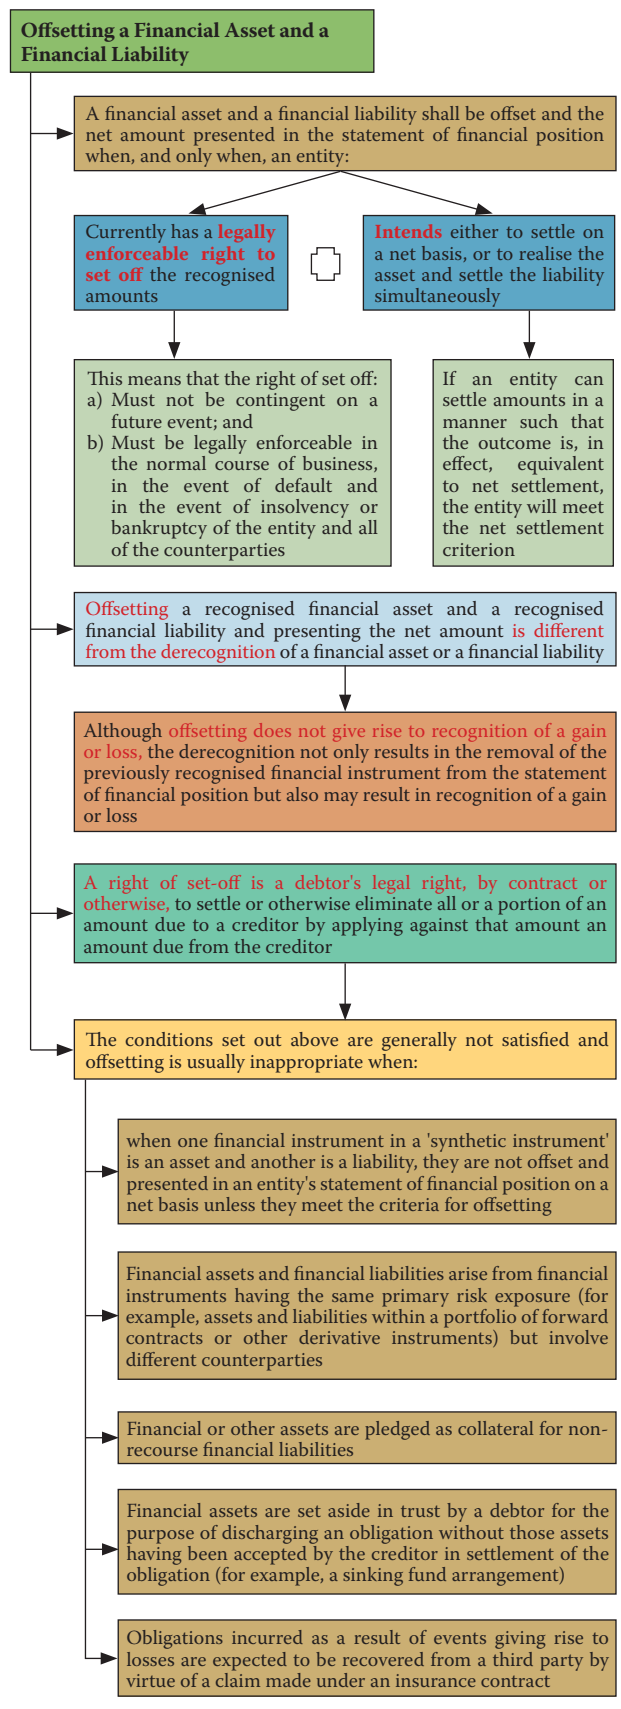 Offsetting a Financial Asset and a
Financial Liability
A financial asset and a financial liability shall be offset and the
net amount presented in the statement of financial position
when, and only when, an entity:
Currently has a legally
enforceable right to
set off the recognised
amounts
Intends either to settle on
a net basis, or to realise the
asset and settle the liability
simultaneously
This means that the right of set off:
a) Must not be contingent on a
future event; and
b) Must be legally enforceable in
the normal course of business,
in the event of default and
in the event of insolvency or
bankruptcy of the entity and all
of the counterparties
If an entity can
settle amounts in a
manner such that
the outcome is, in
effect, equivalent
to net settlement,
the entity will meet
the net settlement
criterion
Offsetting a recognised financial asset and a recognised
financial liability and presenting the net amount is different
from the derecognition of a financial asset or a financial liability
Although offsetting does not give rise to recognition of a gain
or loss, the derecognition not only results in the removal of the
previously recognised financial instrument from the statement
of financial position but also may result in recognition of a gain
or loss
A right of set-off is a debtor's legal right, by contract or
otherwise, to settle or otherwise eliminate all or a portion of an
amount due to a creditor by applying against that amount an
amount due from the creditor
The conditions set out above are generally not satisfied and
offsetting is usually inappropriate when:
when one financial instrument in a 'synthetic instrument'
is an asset and another is a liability, they are not offset and
presented in an entity's statement of financial position on a
net basis unless they meet the criteria for offsetting
Financial assets and financial liabilities arise from financial
instruments having the same primary risk exposure (for
example, assets and liabilities within a portfolio of forward
contracts or other derivative instruments) but involve
different counterparties
Financial or other assets are pledged as collateral for non-
recourse financial liabilities
Financial assets are set aside in trust by a debtor for the
purpose of discharging an obligation without those assets
having been accepted by the creditor in settlement of the
obligation (for example, a sinking fund arrangement)
Obligations incurred as a result of events giving rise to
losses are expected to be recovered from a third party by
virtue of a claim made under an insurance contract